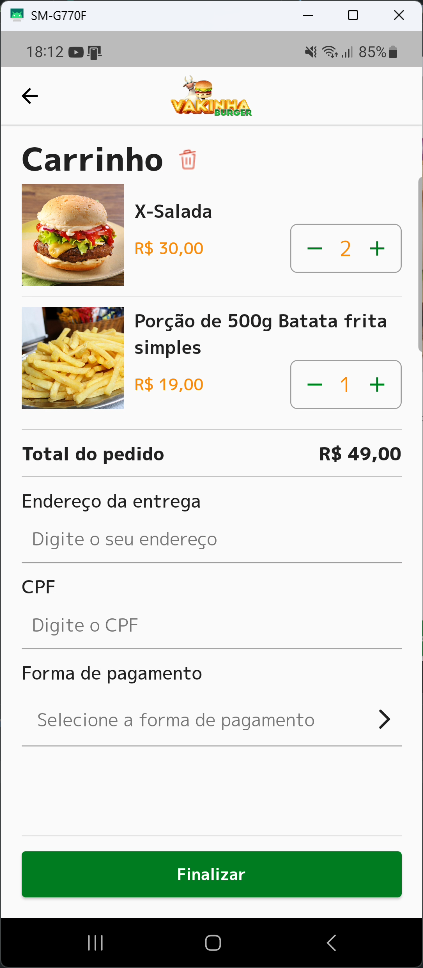 SM-G770F
18:12
85%
VAKINHA
BURGER
Carrinho
X-Salada
R$ 30,00
2
Porção de 500g Batata frita
simples
R$ 19,00
1
Total do pedido R$ 49,00
Endereço da entrega
Digite o seu endereço
CPF
Digite o CPF
Forma de pagamento
Selecione a forma de pagamento
Finalizar